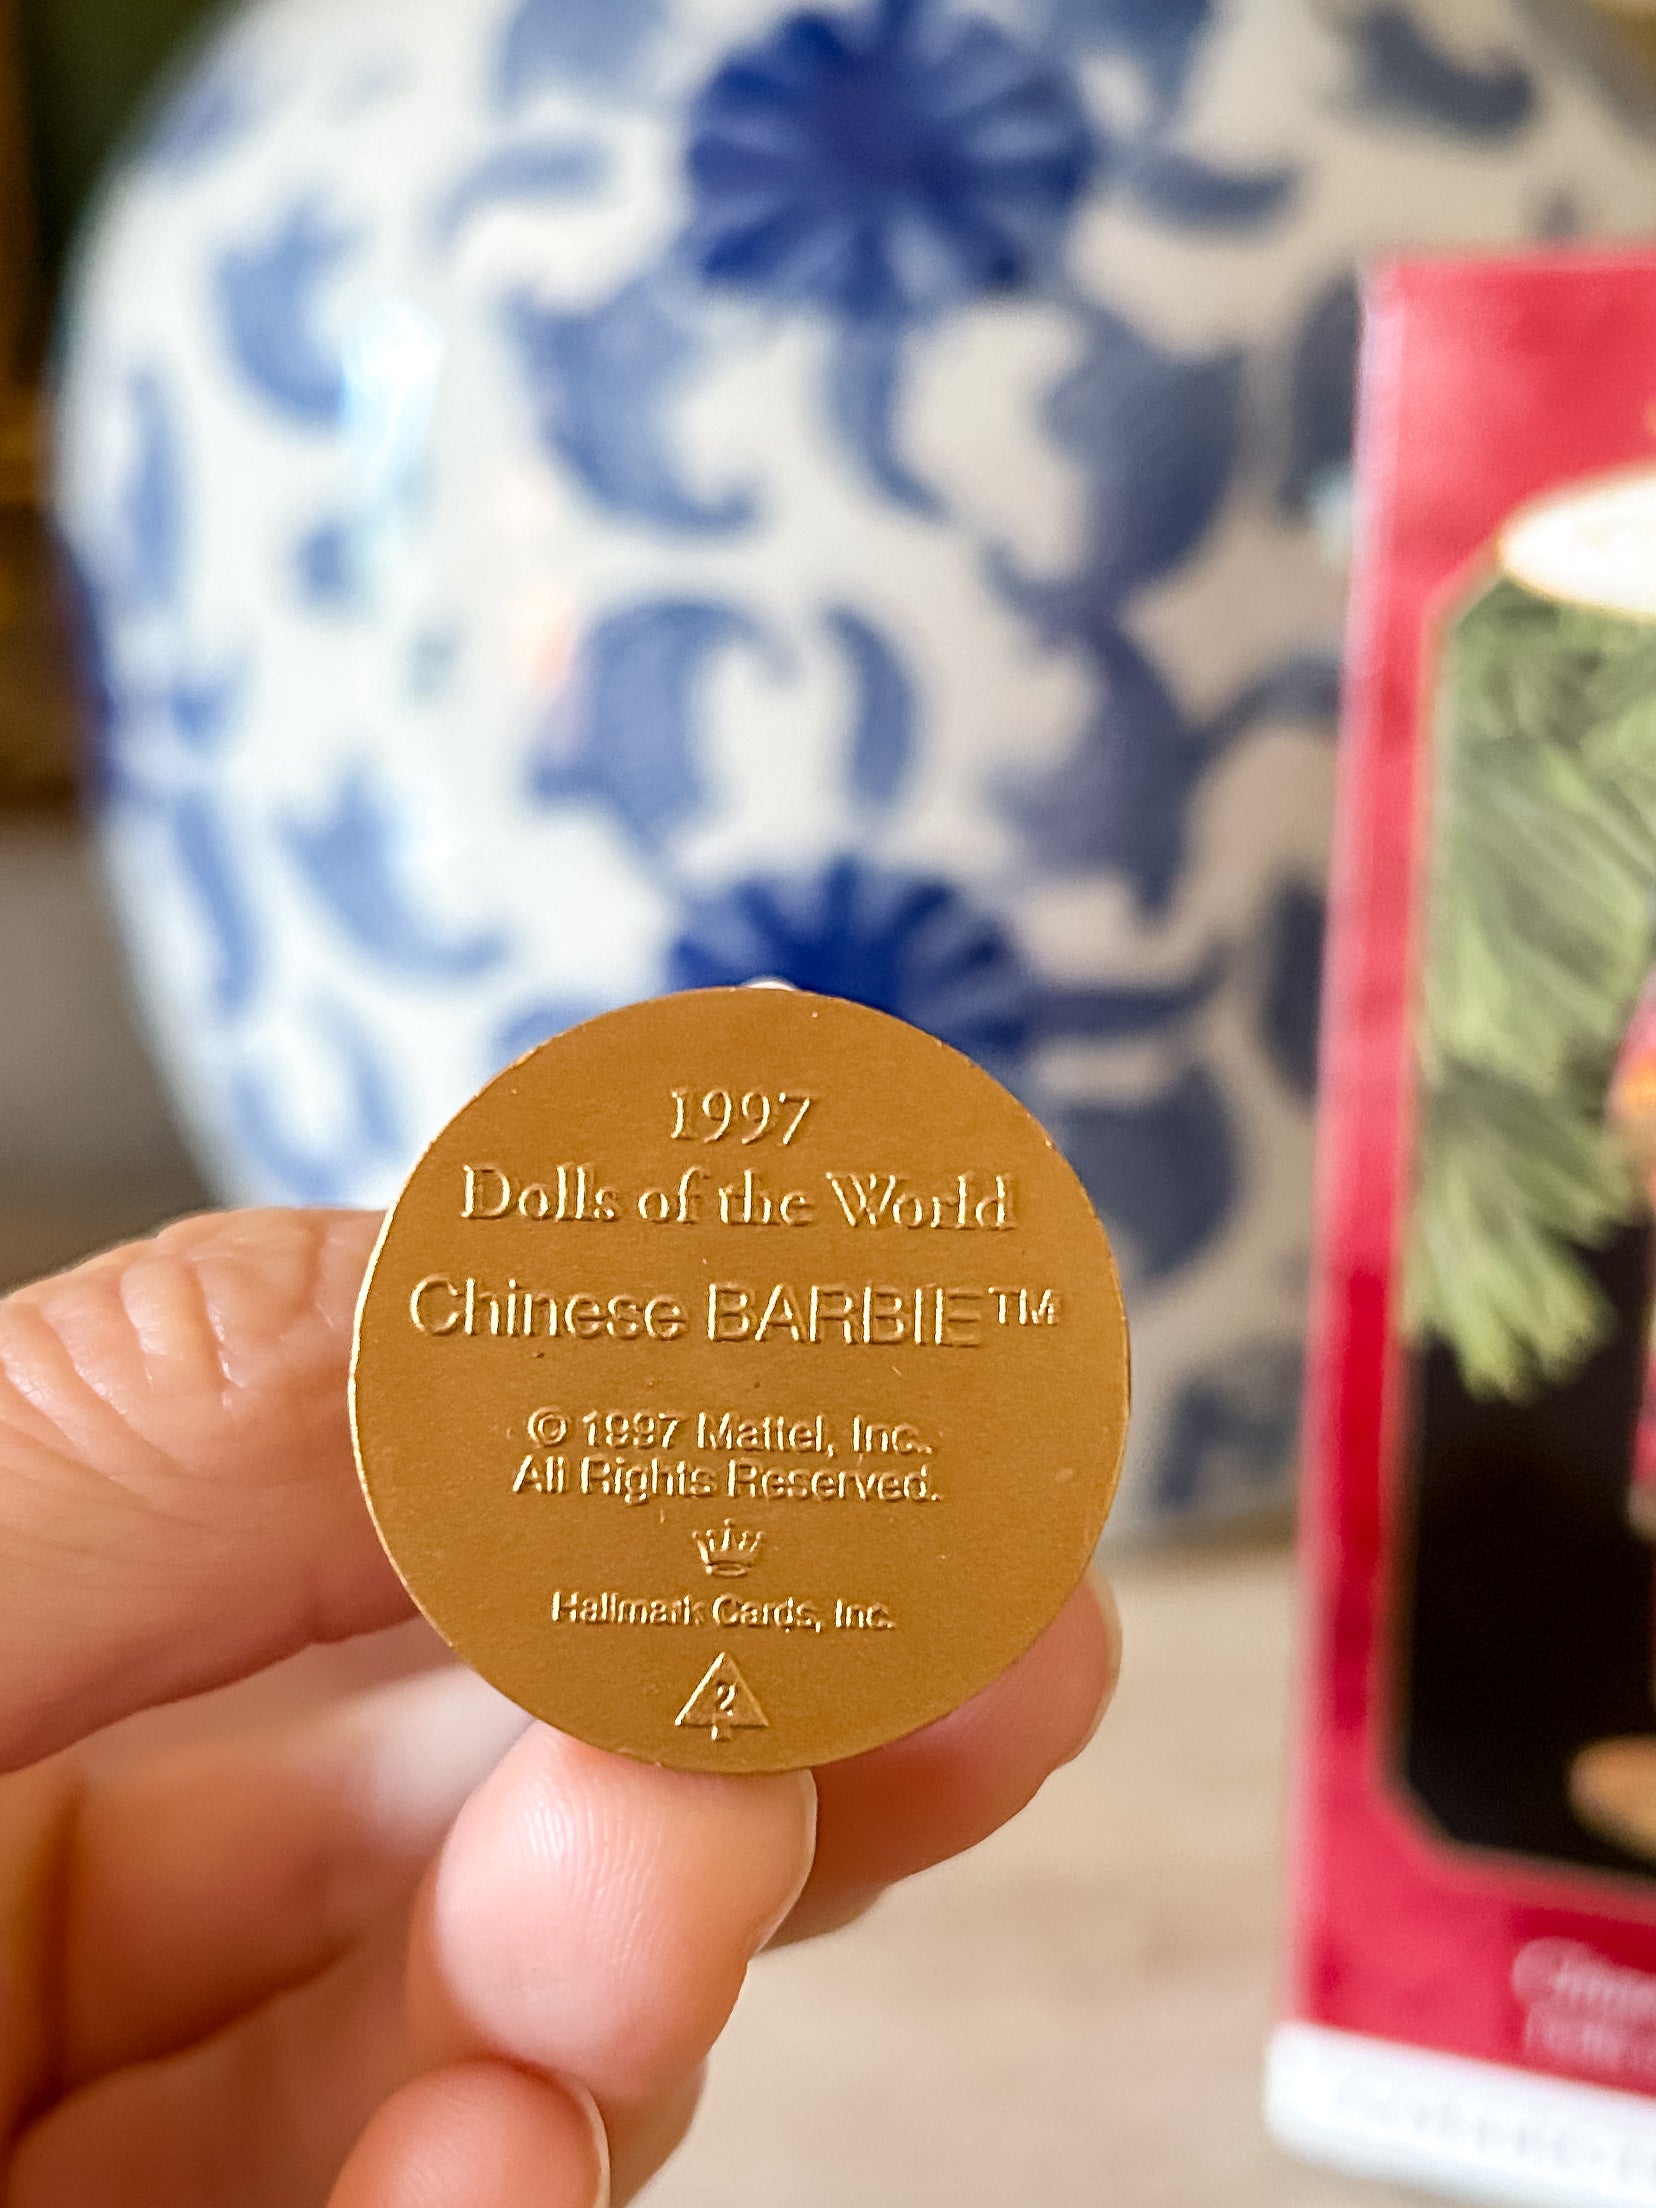 1997
Dolls of the World
Chinese BARBIE™
© 1997 Mattel, Inc.
All Rights Reserved.
Hallmark Cards, Inc.
2